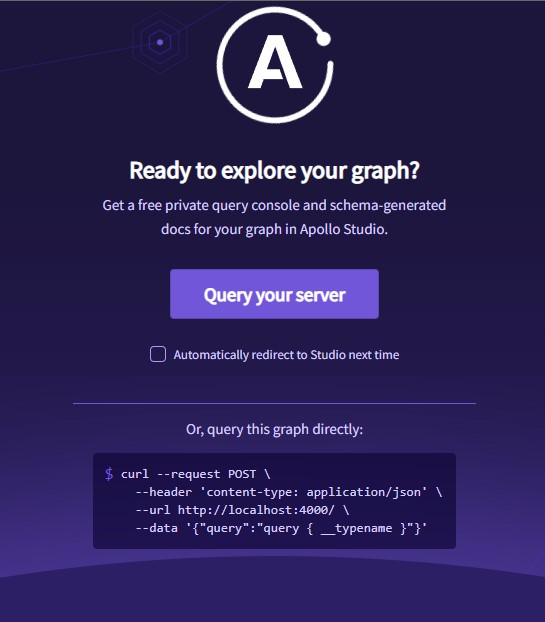 A
Ready to explore your graph?
Get a free private query console and schema-generated
docs for your graph in Apollo Studio.
Query your server
Automatically redirect to Studio next time
Or, query this graph directly:
$ curl --request POST \
--header 'content-type: application/json' \
--url http://localhost:4000/ \
--data '{"query":"query { __typename }"}'